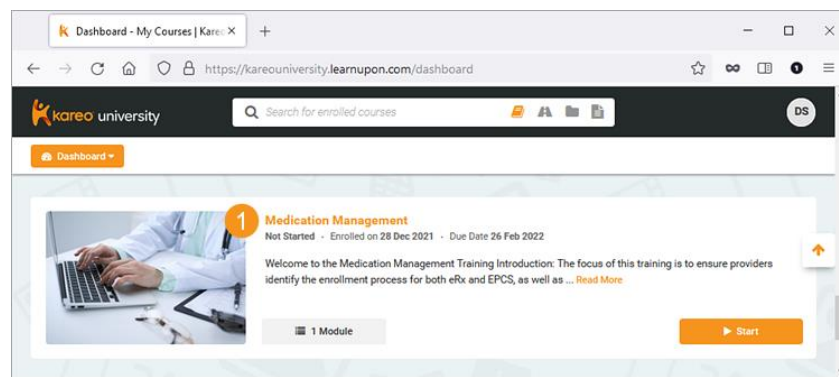 Dashboard - My Courses | Kareo
https://kareouniversity.learnupon.com/dashboard
1
kareo university
Search for enrolled courses
DS
Dashboard
1
Medication Management
Not Started - Enrolled on 28 Dec 2021 - Due Date 26 Feb 2022
Welcome to the Medication Management Training Introduction: The focus of this training is to ensure providers
identify the enrollment process for both eRx and EPCS, as well as ... Read More
1 Module
Start